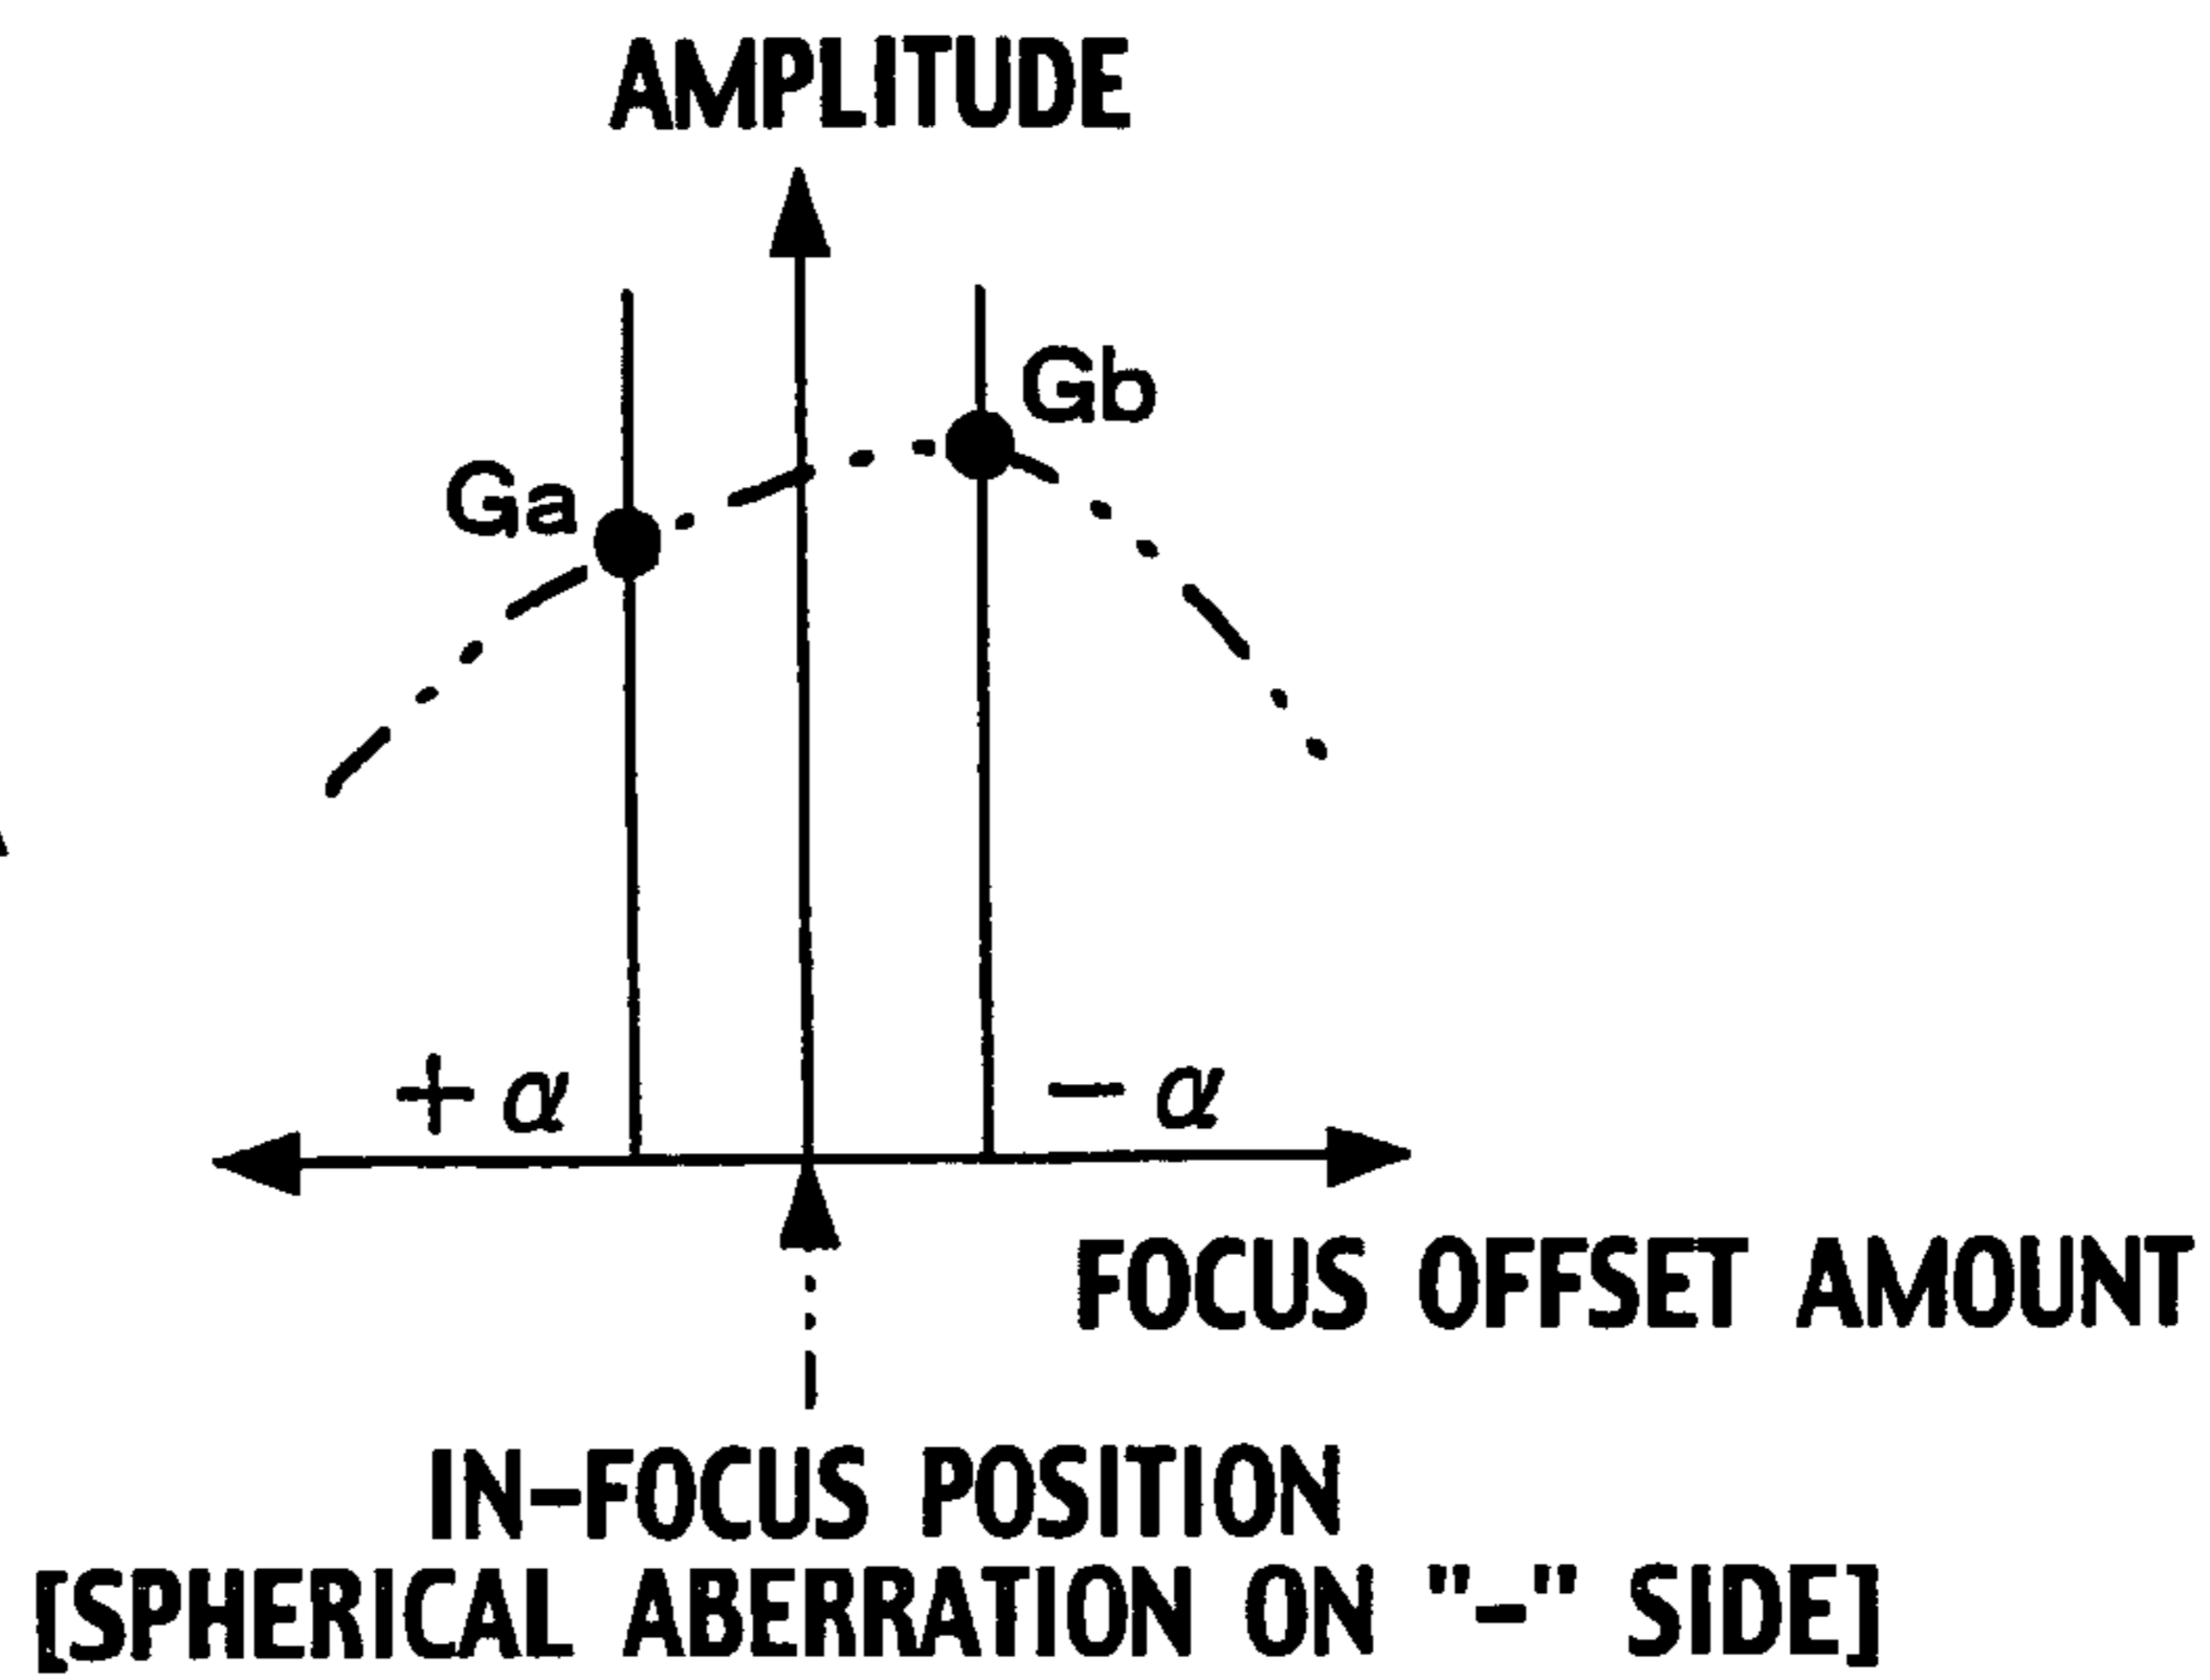 AMPLITUDE
Gb
Ga
+α
−α
FOCUS OFFSET AMOUNT
IN-FOCUS POSITION
[SPHERICAL ABERRATION ON "−" SIDE]